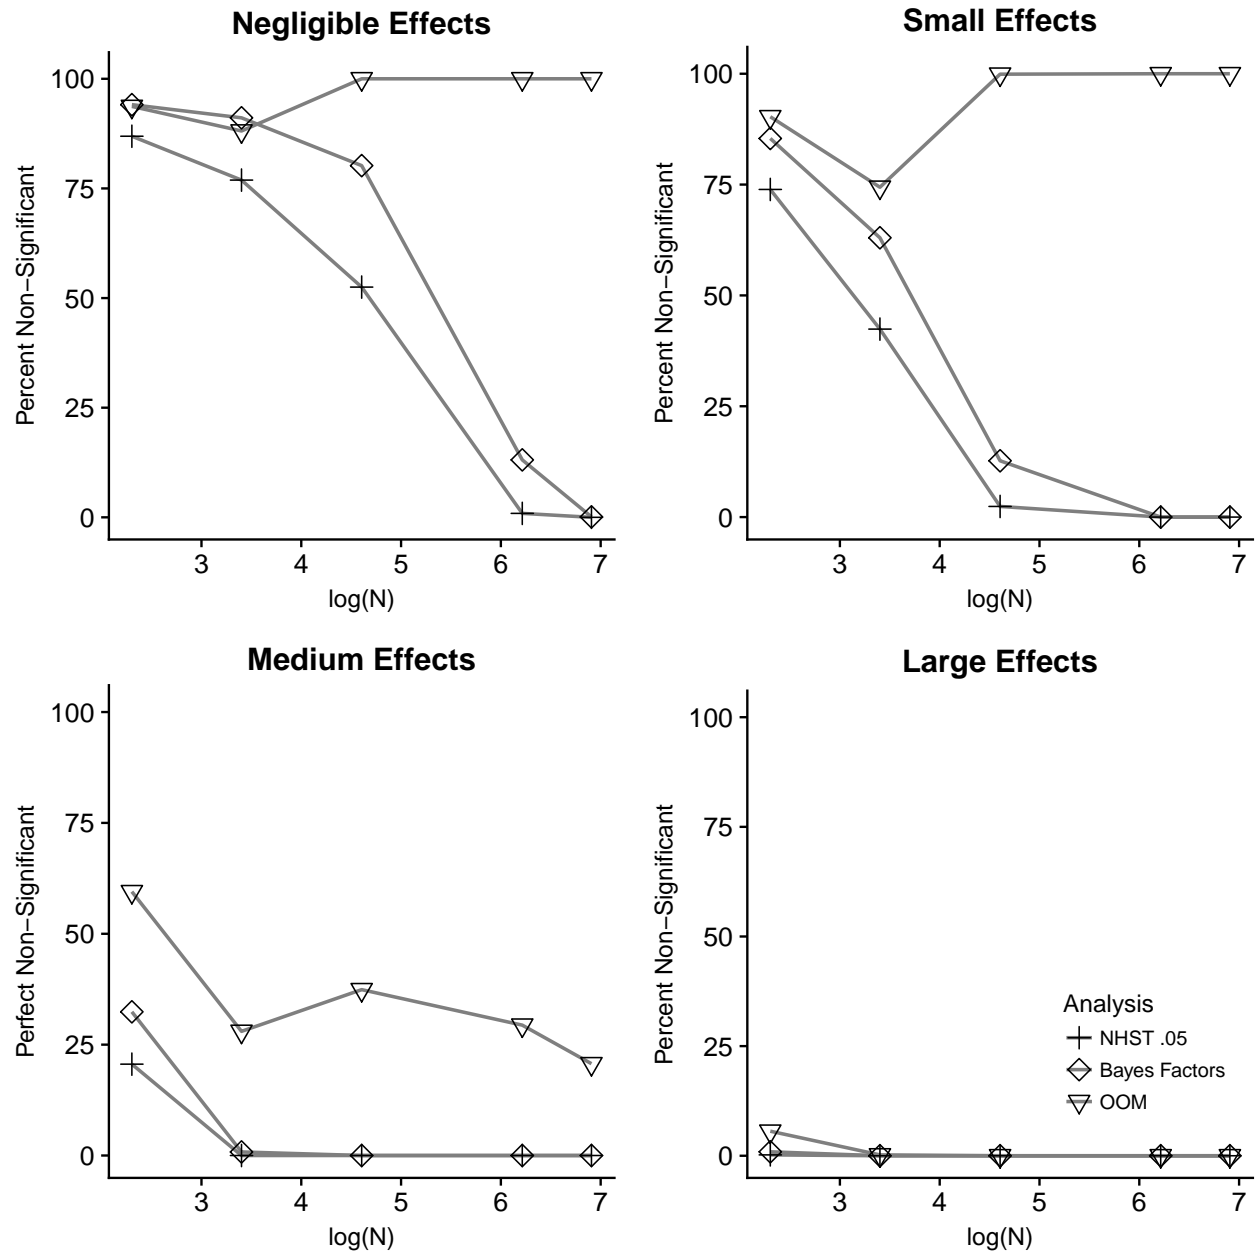 Negligible Effects
Percent Non−Significant
100
75
50
25
0
3 4 5 6 7
log(N)
Small Effects
Percent Non−Significant
100
75
50
25
0
3 4 5 6 7
log(N)
Medium Effects
Perfect Non−Significant
100
75
50
25
0
3 4 5 6 7
log(N)
Large Effects
Percent Non−Significant
100
75
50
25
0
3 4 5 6 7
log(N)
Analysis
NHST .05
Bayes Factors
OOM